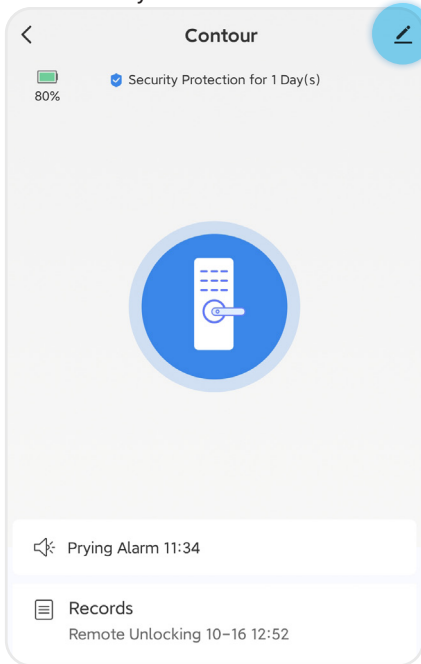 Contour
Security Protection for 1 Day(s)
80%
Prying Alarm 11:34
Records
Remote Unlocking 10-16 12:52